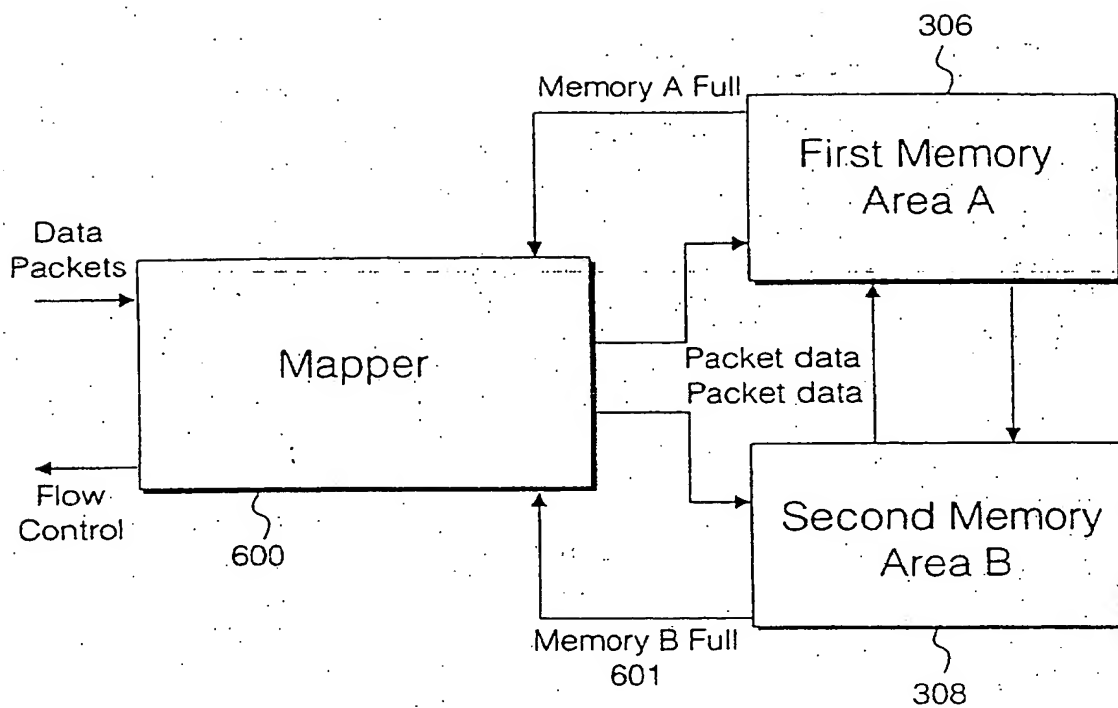 306
Memory A Full
First Memory
Area A
Data
Packets
Mapper
Packet data
Packet data
Flow
Control
600
Second Memory
Area B
Memory B Full
601
308